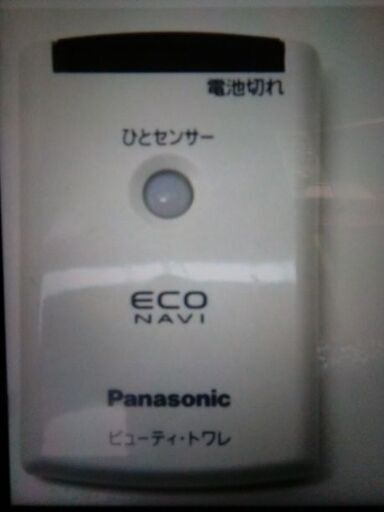 電池切れ
ひとセンサー
ECO
NAVI
Panasonic
ビューティ・トワレ